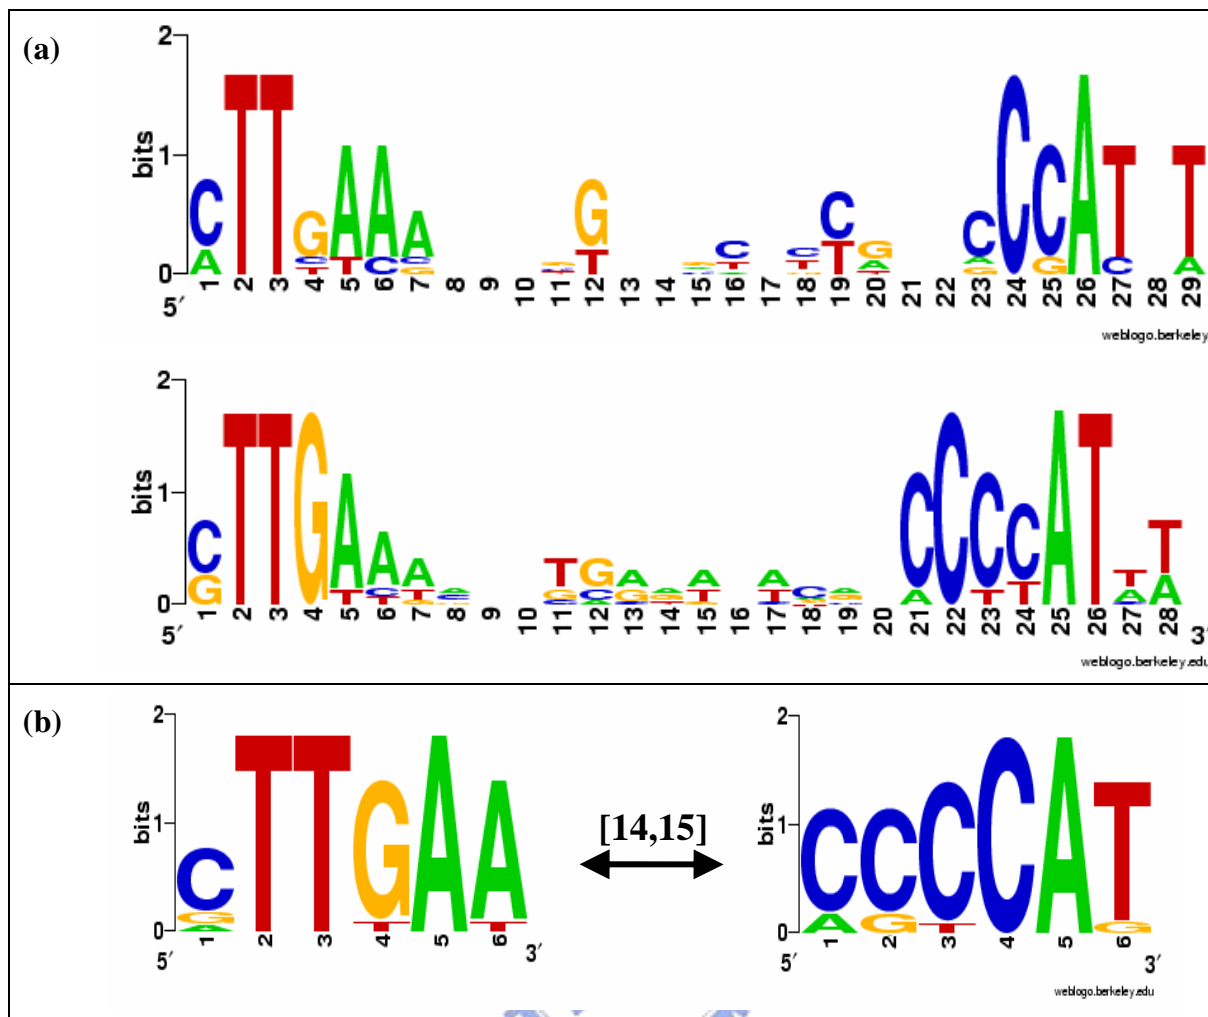 (a)
2
bits
1
0
C A T T G C T A T A C A C G G T C C T C T G A C A G C C G A T C T A
5′ 1 2 3 4 5 6 7 8 9 10 11 12 13 14 15 16 17 18 19 20 21 22 23 24 25 26 27 28 29
weblogo.berkeley
2
bits
1
0
5′ 1 2 3 4 5 6 7 8 9 10 11 12 13 14 15 16 17 18 19 20 21 22 23 24 25 26 27 28 3′
weblogo.berkeley.edu
(b)
2
bits
1
0
C G A T T G T A A T
5′ 1 2 3 4 5 6 3′
[14,15]
2
bits
1
0
C A C G C T C A T G
5′ 1 2 3 4 5 6 3′
weblogo.berkeley.edu